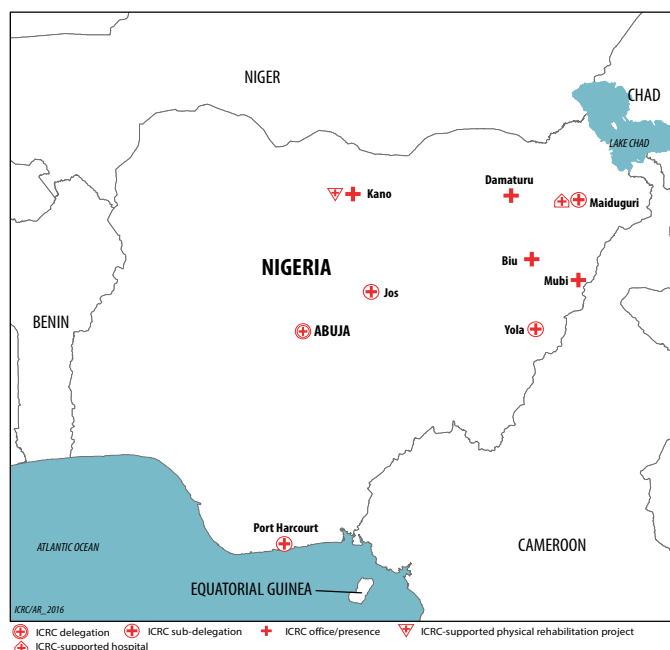 NIGER
CHAD
LAKE CHAD
Damaturu
Kano
Maiduguri
NIGERIA
Biu
Mubi
Jos
BENIN
ABUJA
Yola
Port Harcourt
ATLANTIC OCEAN
CAMEROON
EQUATORIAL GUINEA
ICRC/AR_2016
ICRC delegation ICRC sub-delegation ICRC office/presence ICRC-supported physical rehabilitation project
ICRC-supported hospital